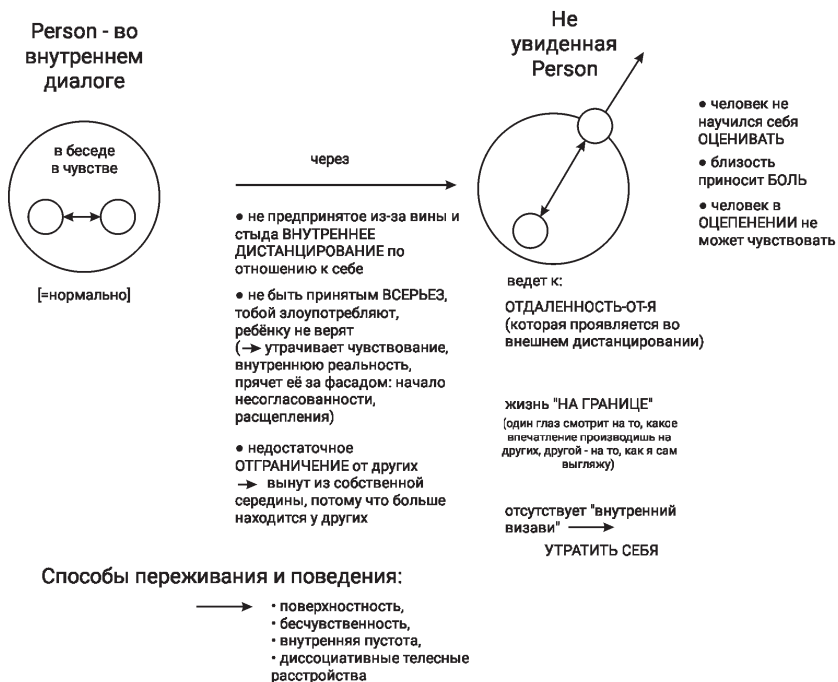 Person - во
внутреннем
диалоге
в беседе
в чувстве
[=нормально]
через
• не предпринятое из-за вины и
стыда ВНУТРЕННЕЕ
ДИСТАНЦИРОВАНИЕ по
отношению к себе
• не быть принятым ВСЕРЬЕЗ,
тобой злоупотребляют,
ребёнку не верят
(→ утрачивает чувствование,
внутреннюю реальность,
прячет её за фасадом: начало
несогласованности,
расщепления)
• недостаточное
ОТГРАНИЧЕНИЕ от других
→ вынут из собственной
середины, потому что больше
находится у других
Не
увиденная
Person
• человек не
научился себя
ОЦЕНИВАТЬ
• близость
приносит БОЛЬ
• человек в
ОЦЕПЕНЕНИИ не
может чувствовать
ведет к:
ОТДАЛЕННОСТЬ-ОТ-Я
(которая проявляется во
внешнем дистанцировании)
жизнь "НА ГРАНИЦЕ"
(один глаз смотрит на то, какое
впечатление производишь на
других, другой - на то, как я сам
выгляжу)
отсутствует "внутренний
визави" →
УТРАТИТЬ СЕБЯ
Способы переживания и поведения:
→ • поверхностность,
• бесчувственность,
• внутренняя пустота,
• диссоциативные телесные
расстройства